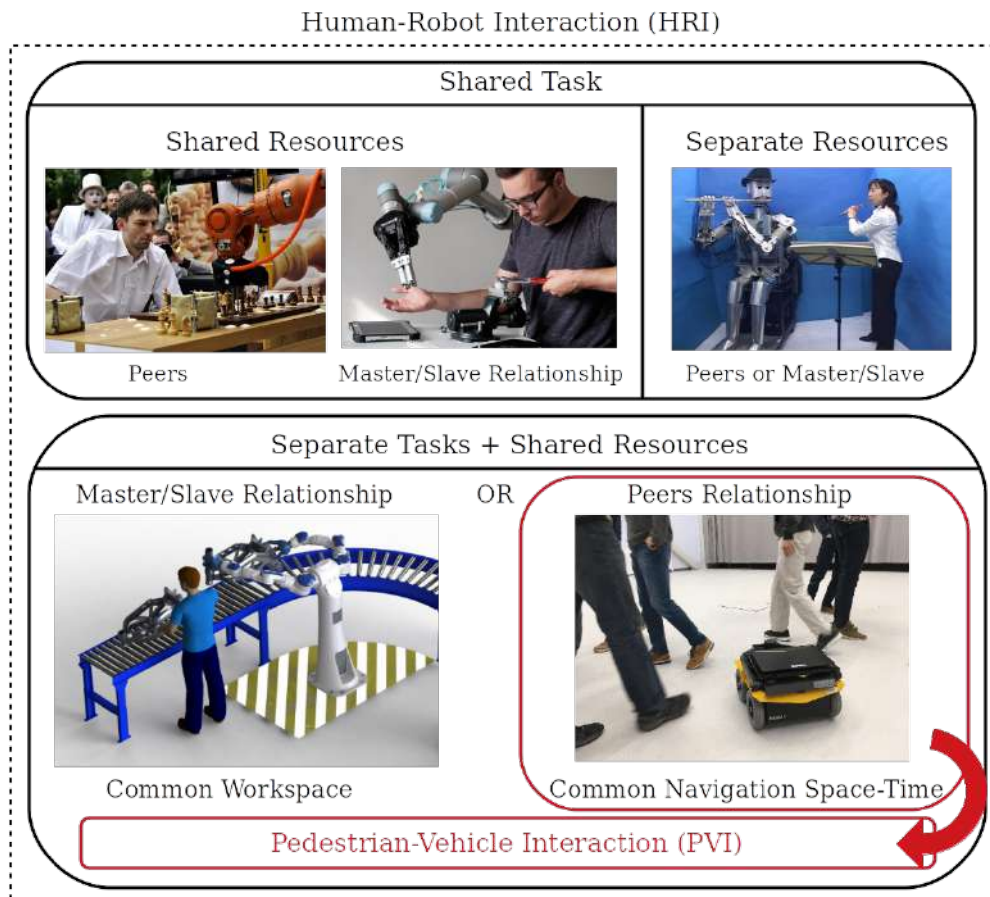 Human-Robot Interaction (HRI)
Shared Task
Shared Resources
Separate Resources
Peers
Master/Slave Relationship
Peers or Master/Slave
Separate Tasks + Shared Resources
Master/Slave Relationship
OR
Peers Relationship
Common Workspace
Common Navigation Space-Time
Pedestrian-Vehicle Interaction (PVI)